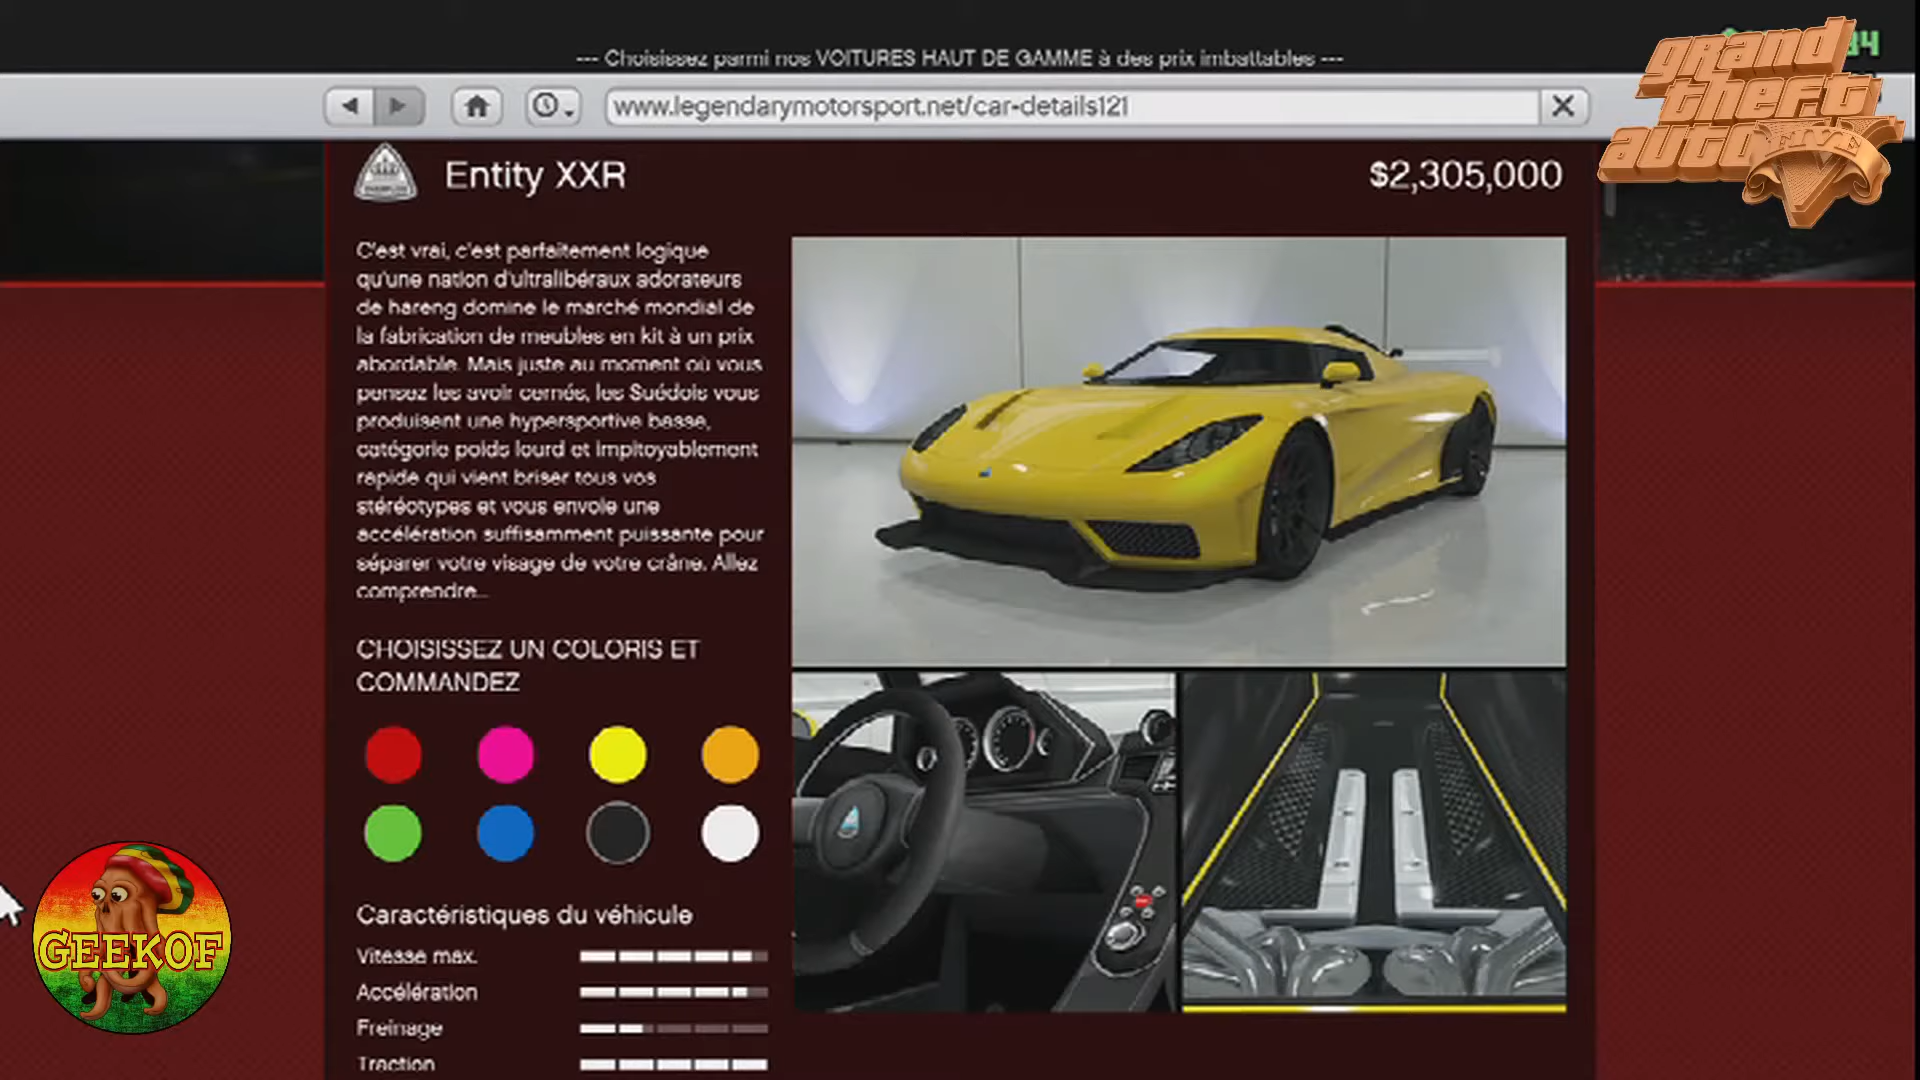 --- Choisissez parmi nos VOITURES HAUT DE GAMME à des prix imbattables ---
www.legendarymotorsport.net/car-details121
Entity XXR
$2,305,000
C'est vrai, c'est parfaitement logique
qu'une nation d'ultralibéraux adorateurs
de hareng domine le marché mondial de
la fabrication de meubles en kit à un prix
abordable. Mais juste au moment où vous
pensez les avoir cernés, les Suédois vous
produisent une hypersportive basse,
catégorie poids lourd et impitoyablement
rapide qui vient briser tous vos
stéréotypes et vous envoie une
accélération suffisamment puissante pour
séparer votre visage de votre crâne. Allez
comprendre...
CHOISISSEZ UN COLORIS ET
COMMANDEZ
Caractéristiques du véhicule
Vitesse max.
Accélération
Freinage
Traction
grand
theft
auto
FIVE
GEEKOF